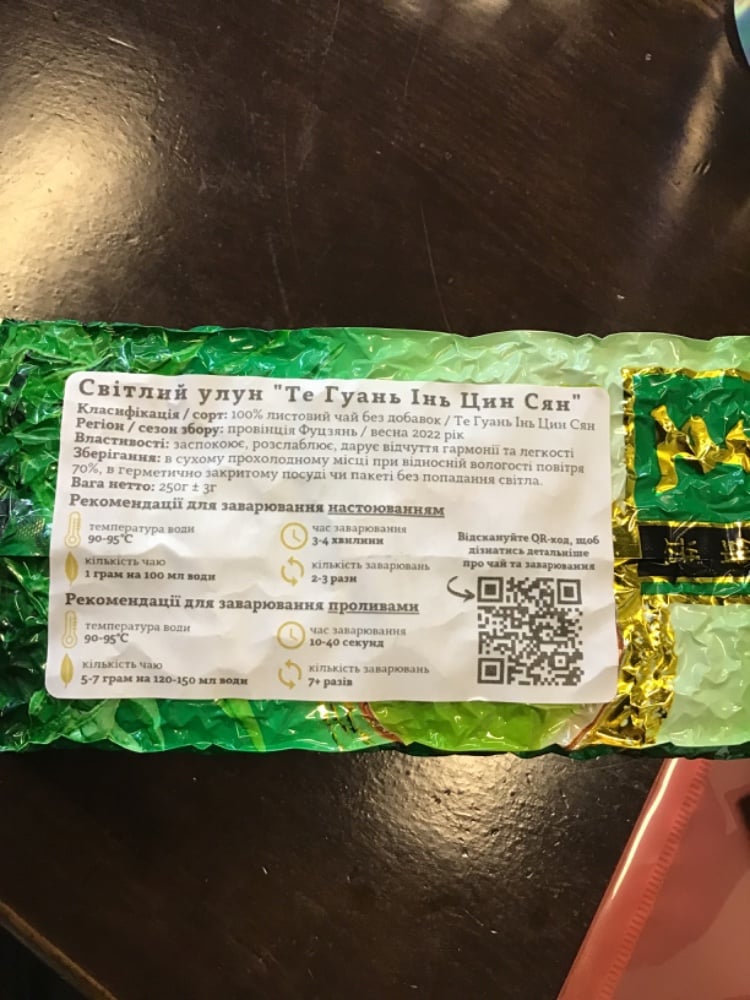 Світлий улун "Те Гуань Інь Цин Сян"
Класифікація / сорт: 100% листовий чай без добавок / Те Гуань Інь Цин Сян
Регіон / сезон збору: провінція Фуцзянь / весна 2022 рік
Властивості: заспокоює, розслаблює, дарує відчуття гармонії та легкості
Зберігання: в сухому прохолодному місці при відносній вологості повітря
70%, в герметично закритому посуді чи пакеті без попадання світла.
Вага нетто: 250г ± 3г
Рекомендації для заварювання настоюванням
температура води
90-95°C
час заварювання
3-4 хвилини
кількість чаю
1 грам на 100 мл води
кількість заварювань
2-3 рази
Відскануйте QR-код, щоб
дізнатись детальніше
про чай та заварювання
Рекомендації для заварювання проливами
температура води
90-95°C
час заварювання
10-40 секунд
кількість чаю
5-7 грам на 120-150 мл води
кількість заварювань
7+ разів